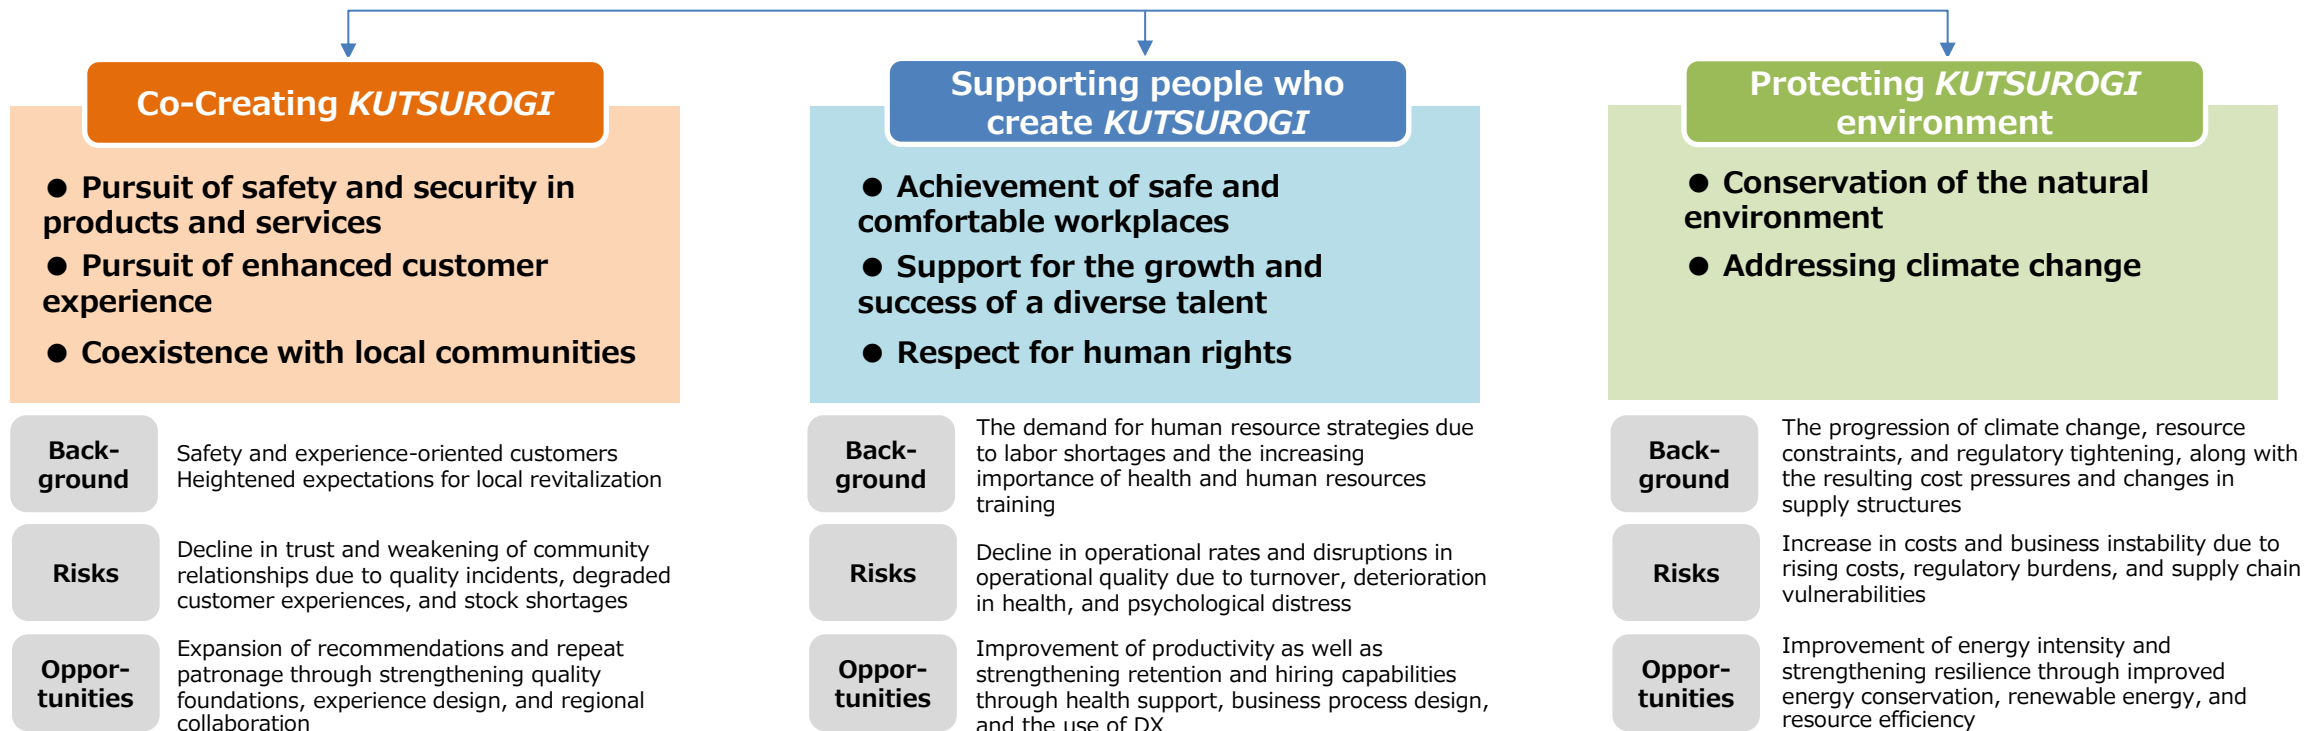 Co-Creating KUTSUROGI
● Pursuit of safety and security in
products and services
● Pursuit of enhanced customer
experience
● Coexistence with local communities
Back-
ground
Safety and experience-oriented customers
Heightened expectations for local revitalization
Risks
Decline in trust and weakening of community
relationships due to quality incidents, degraded
customer experiences, and stock shortages
Oppor-
tunities
Expansion of recommendations and repeat
patronage through strengthening quality
foundations, experience design, and regional
collaboration
Supporting people who
create KUTSUROGI
● Achievement of safe and
comfortable workplaces
● Support for the growth and
success of a diverse talent
● Respect for human rights
Back-
ground
The demand for human resource strategies due
to labor shortages and the increasing
importance of health and human resources
training
Risks
Decline in operational rates and disruptions in
operational quality due to turnover, deterioration
in health, and psychological distress
Oppor-
tunities
Improvement of productivity as well as
strengthening retention and hiring capabilities
through health support, business process design,
and the use of DX
Protecting KUTSUROGI
environment
● Conservation of the natural
environment
● Addressing climate change
Back-
ground
The progression of climate change, resource
constraints, and regulatory tightening, along with
the resulting cost pressures and changes in
supply structures
Risks
Increase in costs and business instability due to
rising costs, regulatory burdens, and supply chain
vulnerabilities
Oppor-
tunities
Improvement of energy intensity and
strengthening resilience through improved
energy conservation, renewable energy, and
resource efficiency